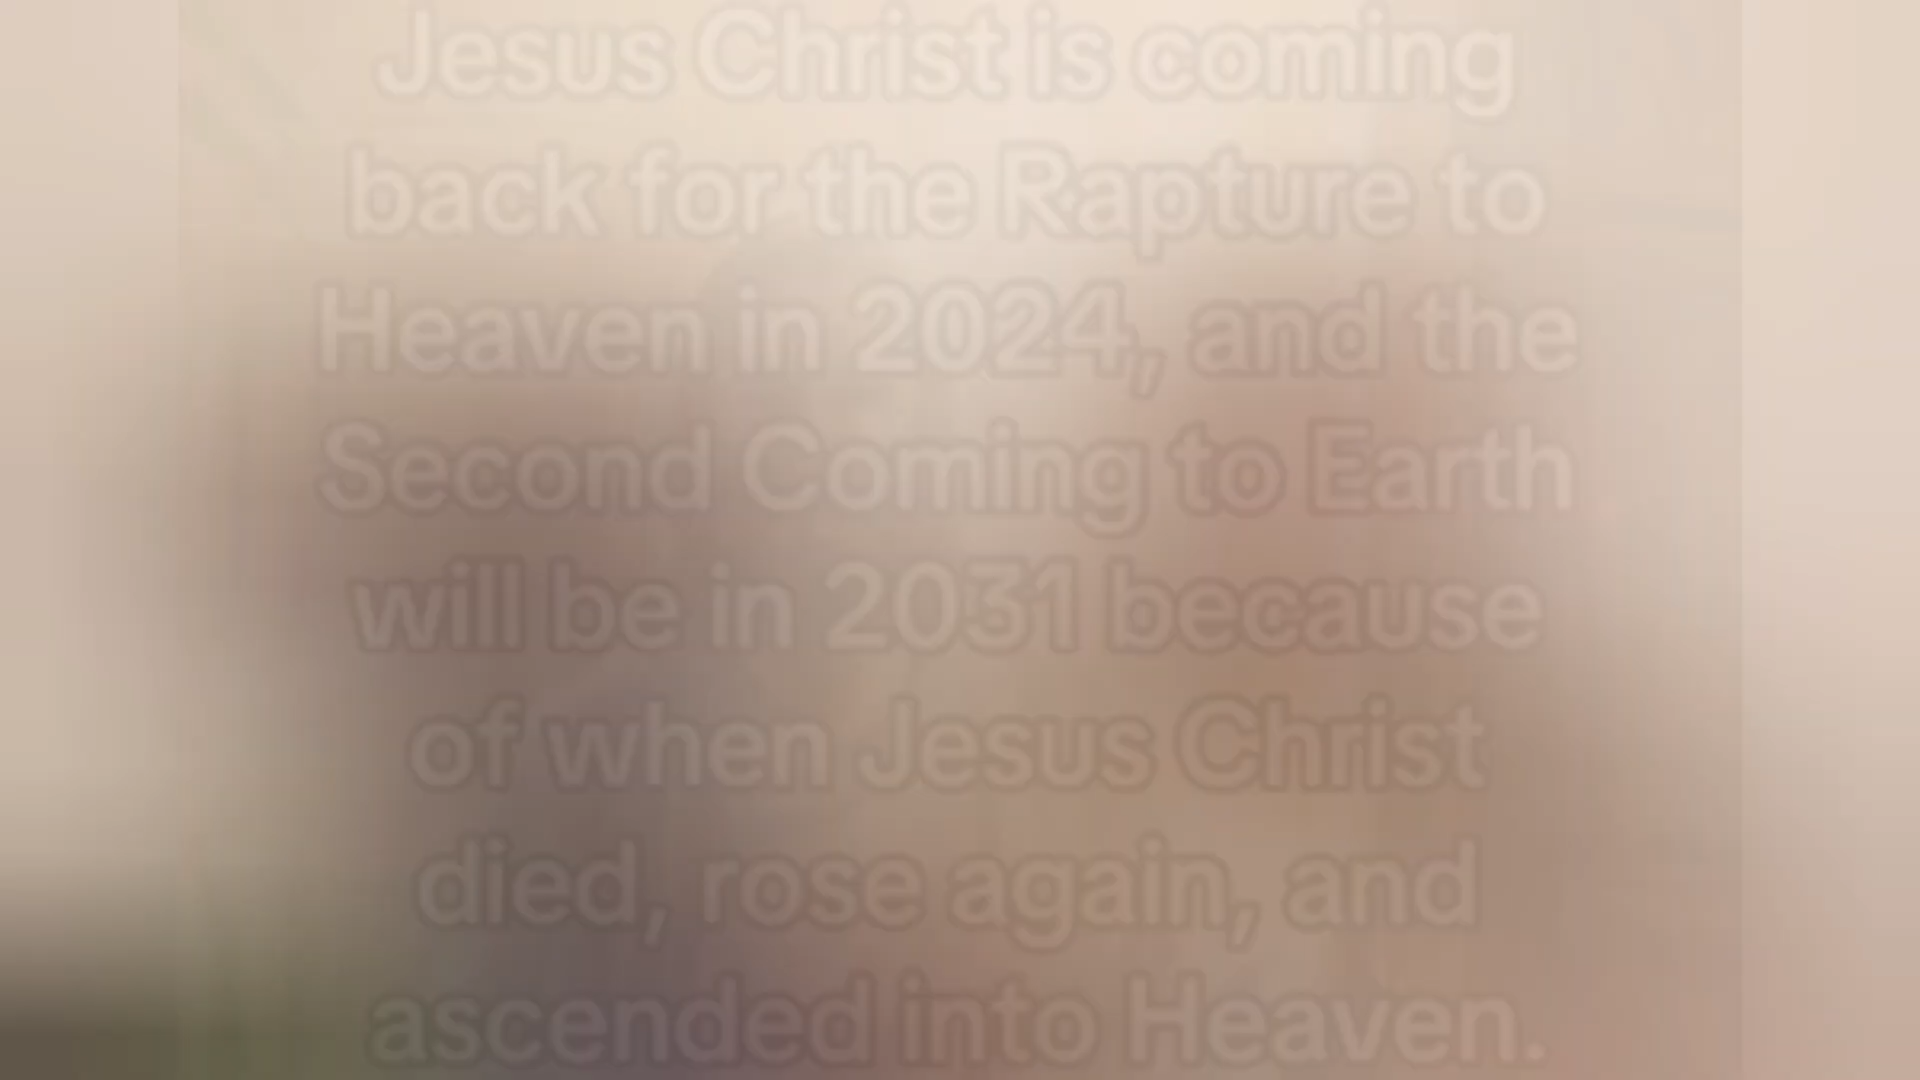 Jesus Christ is coming
back for the Rapture to
Heaven in 2024, and the
Second Coming to Earth
will be in 2031 because
of when Jesus Christ
died, rose again, and
ascended into Heaven.